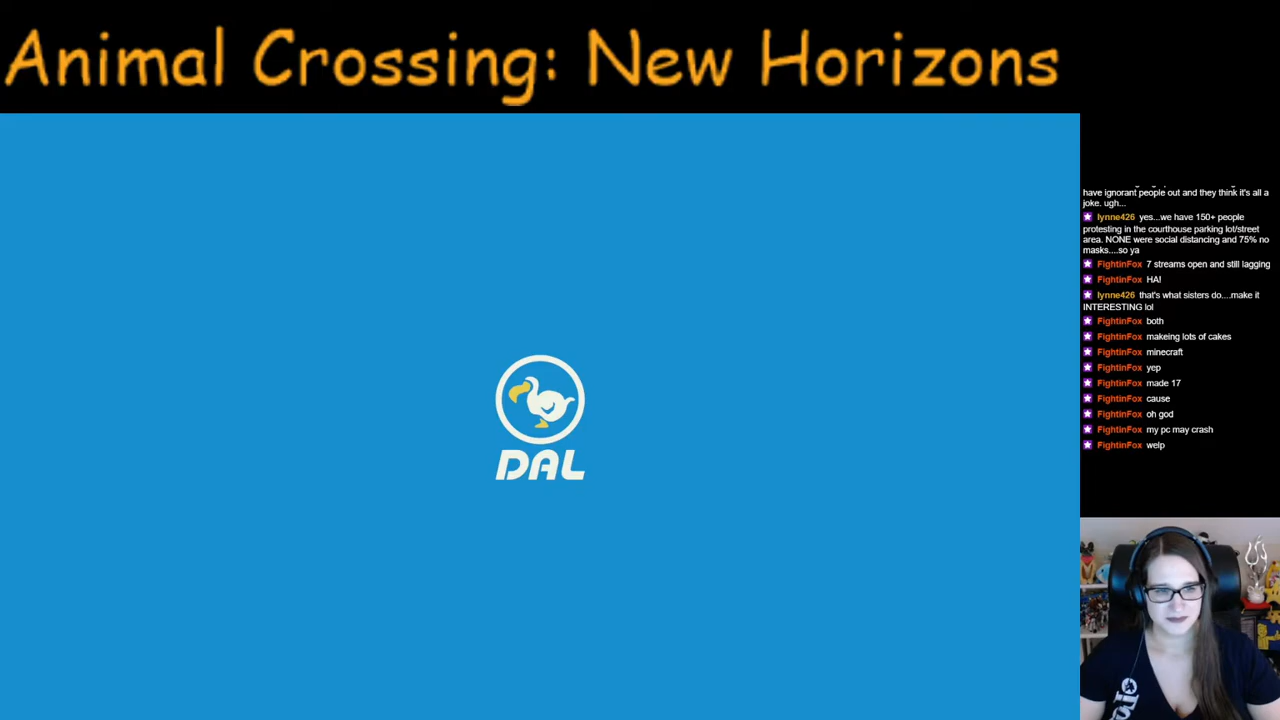 Animal Crossing: New Horizons
have ignorant people out and they think it's all a
joke. ugh...
lynne426 yes...we have 150+ people
protesting in the courthouse parking lot/street
area. NONE were social distancing and 75% no
masks....so ya
FightinFox 7 streams open and still lagging
FightinFox HA!
lynne426 that's what sisters do....make it
INTERESTING lol
FightinFox both
FightinFox makeing lots of cakes
FightinFox minecraft
FightinFox yep
FightinFox made 17
FightinFox cause
FightinFox oh god
FightinFox my pc may crash
FightinFox welp
DAL